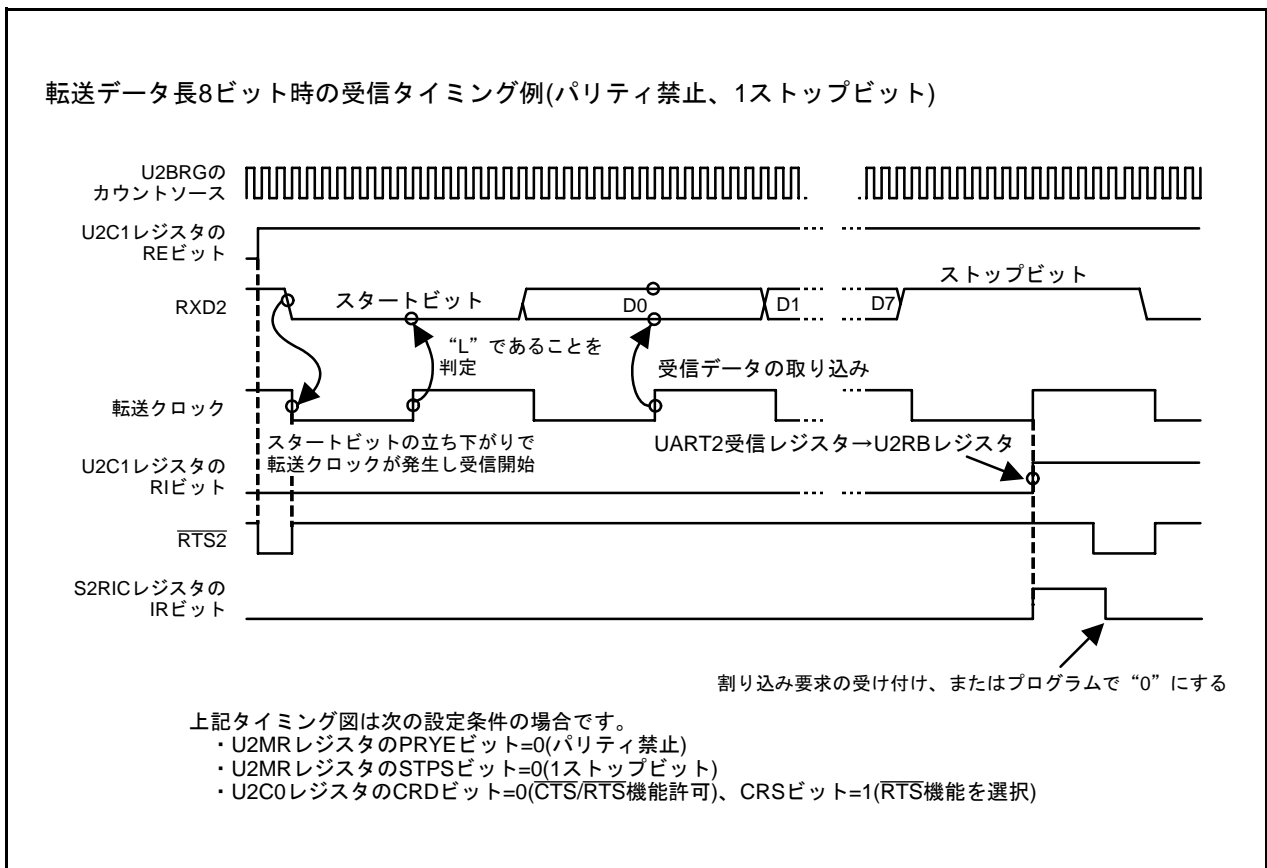 転送データ長8ビット時の受信タイミング例(パリティ禁止、1ストップビット)
U2BRGの
カウントソース
U2C1レジスタの
REビット
RXD2
スタートビット
D0
D1
D7
ストップビット
“L”であることを
判定
受信データの取り込み
転送クロック
スタートビットの立ち下がりで
転送クロックが発生し受信開始
UART2受信レジスタ→U2RBレジスタ
U2C1レジスタの
RIビット
RTS2
S2RICレジスタの
IRビット
割り込み要求の受け付け、またはプログラムで“0”にする
上記タイミング図は次の設定条件の場合です。
・U2MRレジスタのPRYEビット=0(パリティ禁止)
・U2MRレジスタのSTPSビット=0(1ストップビット)
・U2C0レジスタのCRDビット=0(CTS/RTS機能許可)、CRSビット=1(RTS機能を選択)